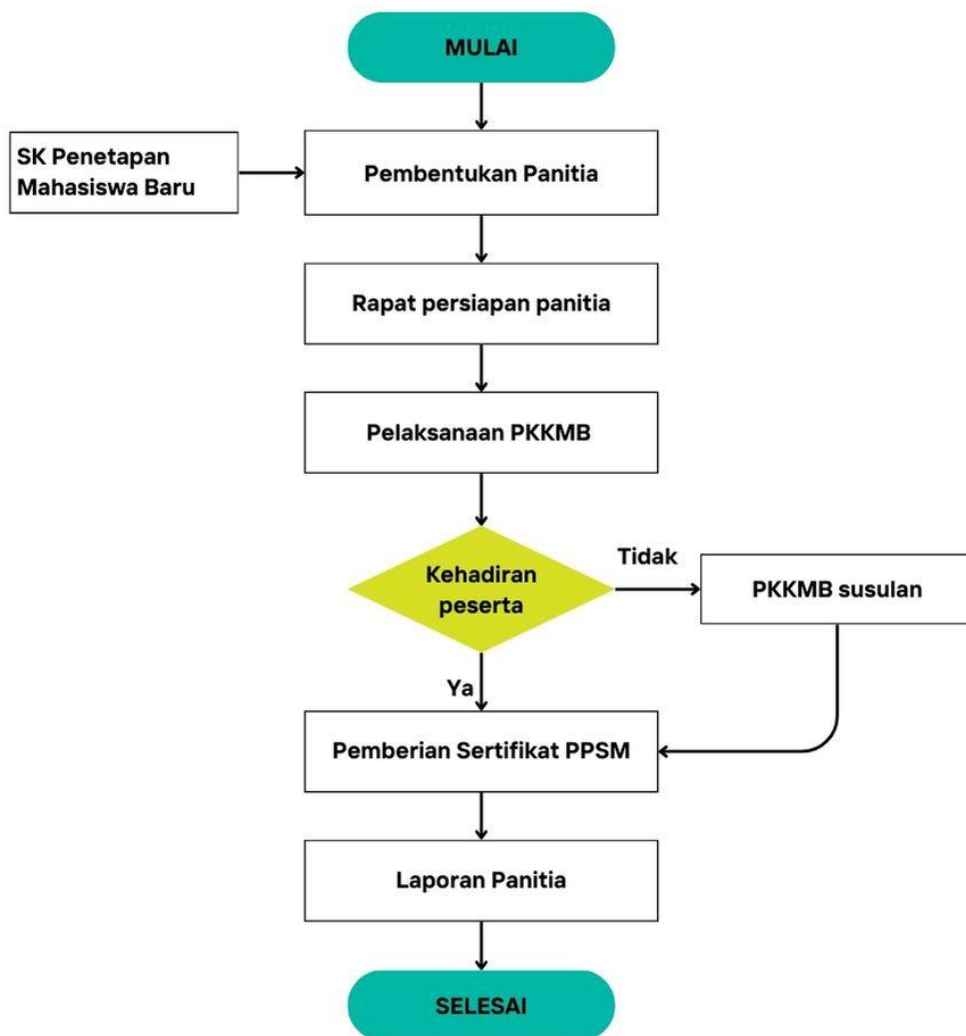 MULAI
SK Penetapan
Mahasiswa Baru
Pembentukan Panitia
Rapat persiapan panitia
Pelaksanaan PKKMB
Kehadiran
peserta
Tidak
PKKMB susulan
Ya
Pemberian Sertifikat PPSM
Laporan Panitia
SELESAI